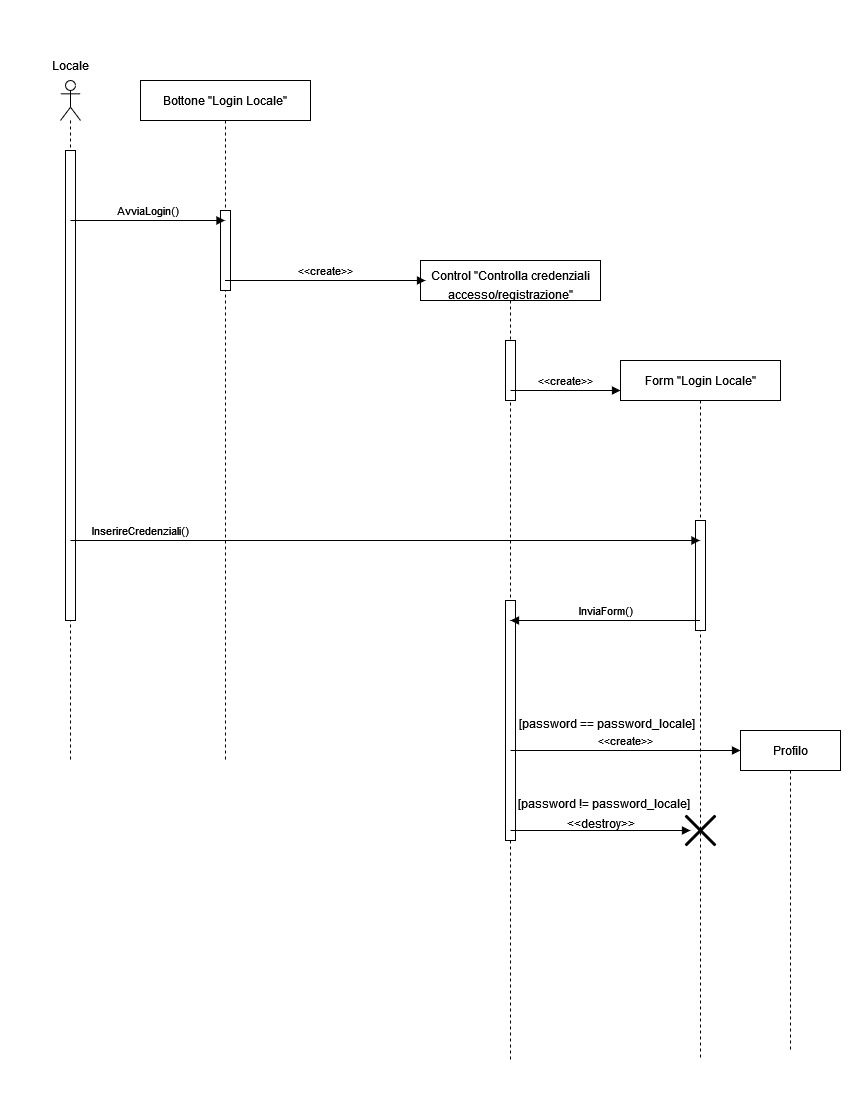 Locale
Bottone "Login Locale"
AvviaLogin()
<<create>>
Control "Controlla credenziali
accesso/registrazione"
<<create>>
Form "Login Locale"
InserireCredenziali()
InviaForm()
[password == password_locale]
<<create>>
Profilo
[password != password_locale]
<<destroy>>